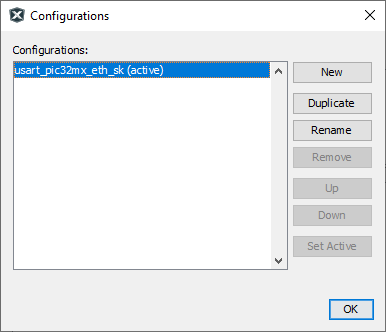 Configurations
Configurations:
usart_pic32mx_eth_sk (active)
New
Duplicate
Rename
Remove
Up
Down
Set Active
OK